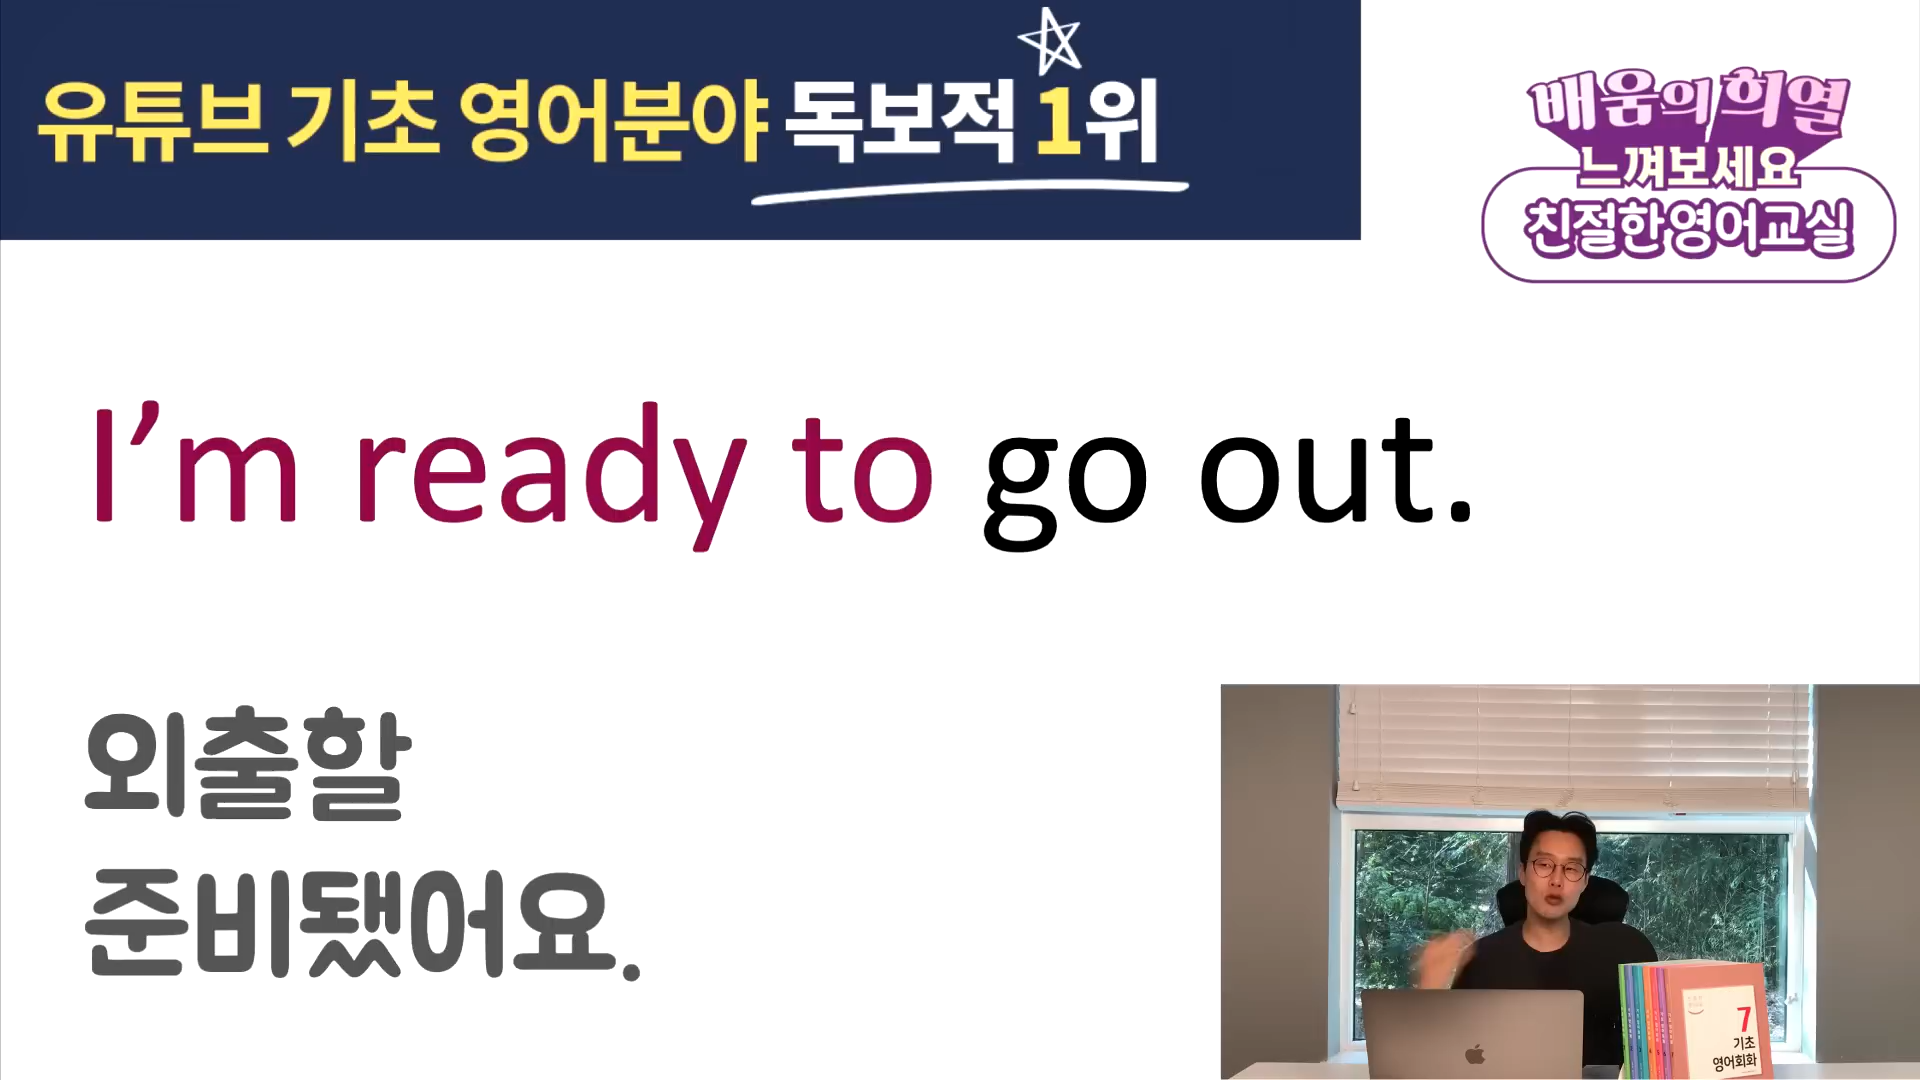 유튜브 기초 영어분야 독보적 1위
배움의 희열
느껴보세요
친절한영어교실
I'm ready to go out.
외출할
준비됐어요.
7
기초
영어회화